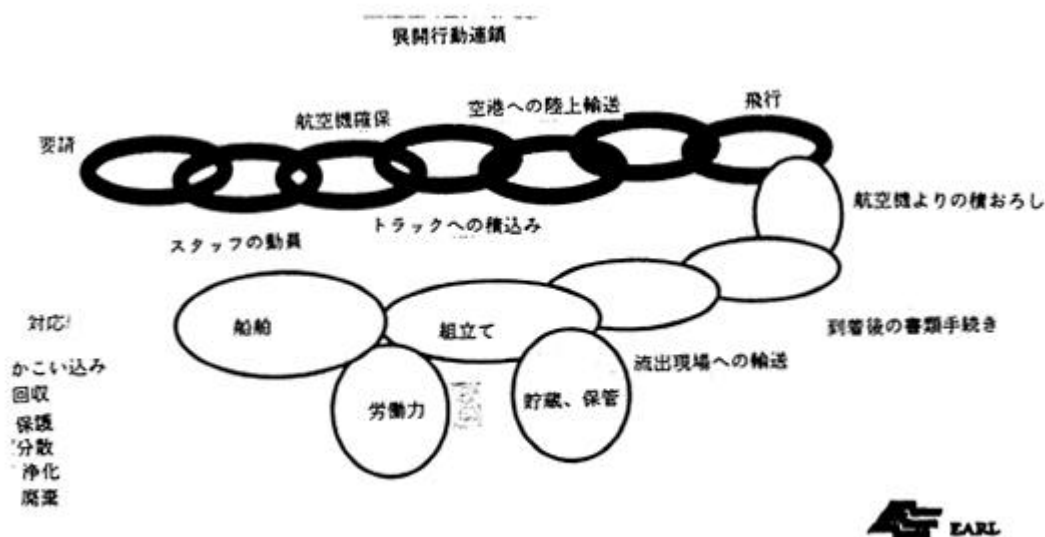 展開行動連鎖
要請
航空機確保
空港への陸上輸送
飛行
スタッフの動員
トラックへの積込み
航空機よりの積おろし
到着後の書類手続き
流出現場への輸送
組立て
貯蔵、保管
船舶
労働力
対応
かこい込み
回収
保護
分散
浄化
廃棄
EARL